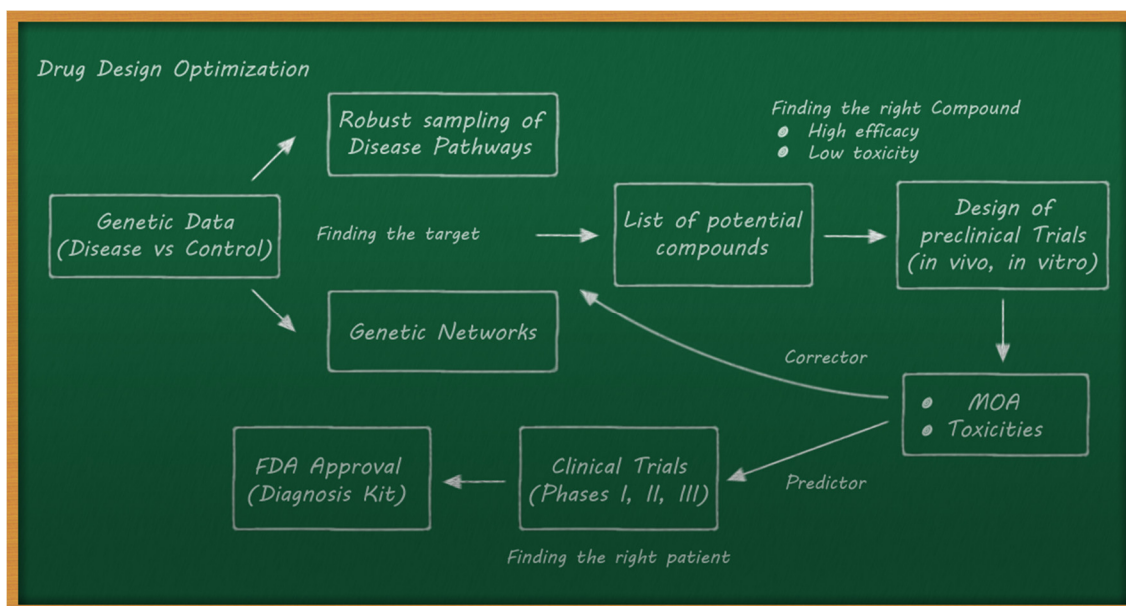 Drug Design Optimization
Robust sampling of
Disease Pathways
Finding the right Compound
High efficacy
Low toxicity
Genetic Data
(Disease vs Control)
Finding the target
List of potential
compounds
Design of
preclinical Trials
(in vivo, in vitro)
Genetic Networks
Corrector
MOA
Toxicities
FDA Approval
(Diagnosis Kit)
Clinical Trials
(Phases I, II, III)
Predictor
Finding the right patient